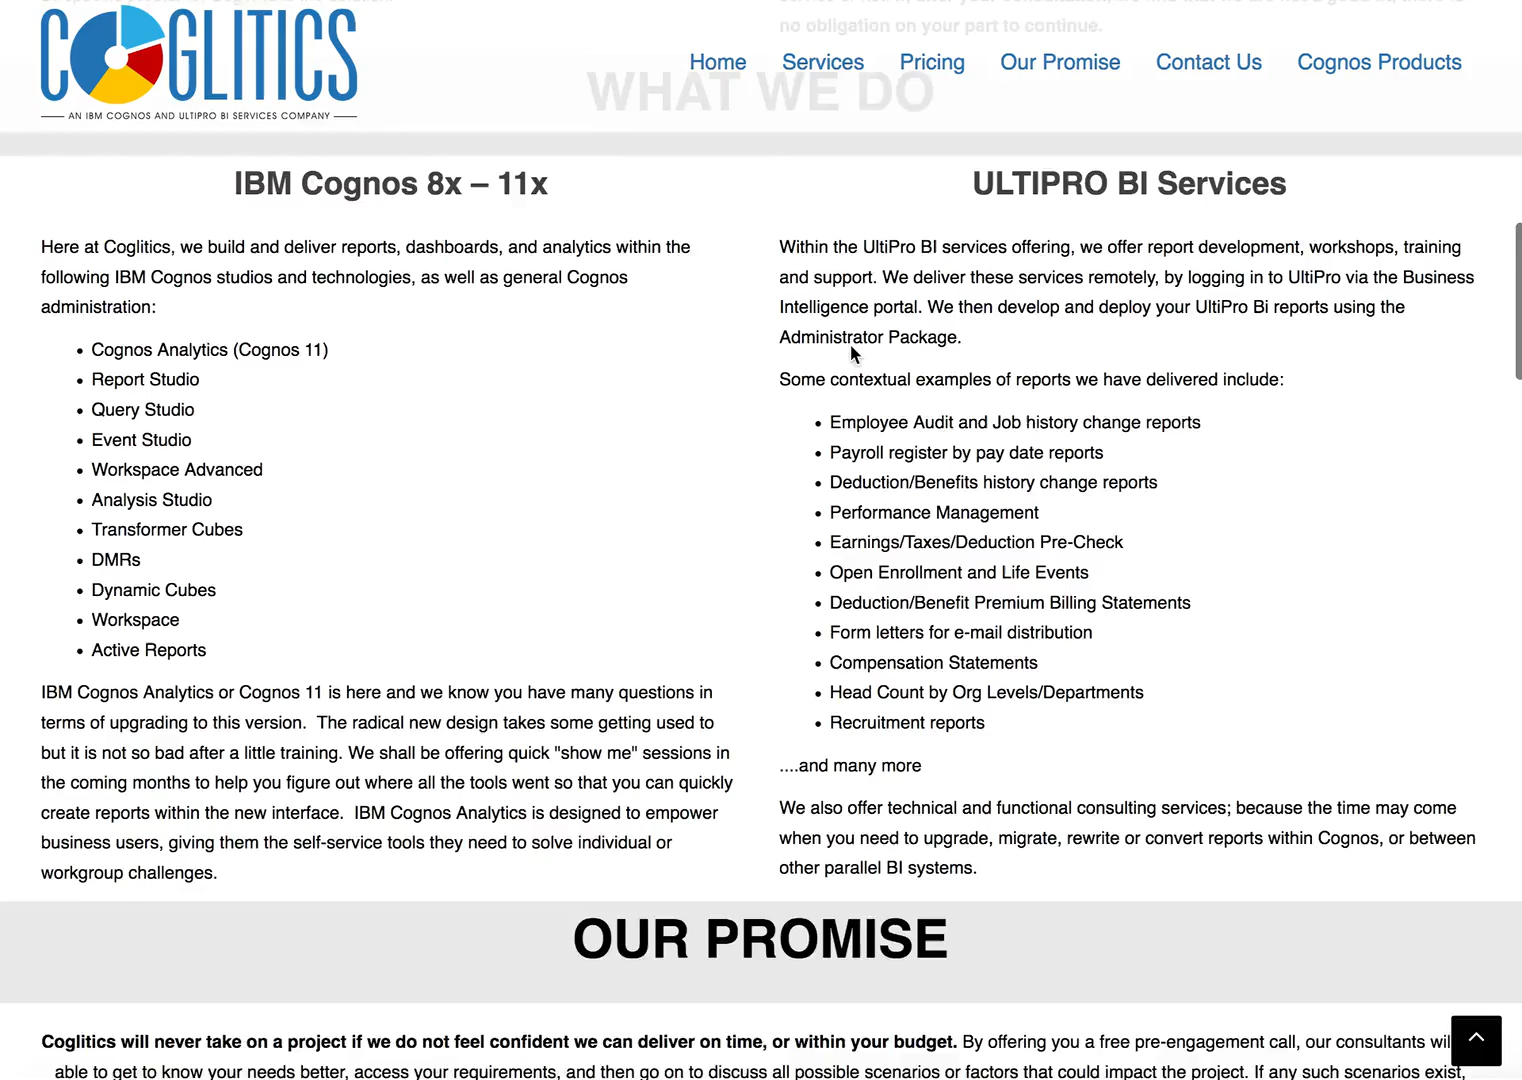 no obligation on your part to continue.
COGLITICS
AN IBM COGNOS AND ULTIPRO BI SERVICES COMPANY
Home Services Pricing Our Promise Contact Us Cognos Products
WHAT WE DO
IBM Cognos 8x – 11x
Here at Coglitics, we build and deliver reports, dashboards, and analytics within the
following IBM Cognos studios and technologies, as well as general Cognos
administration:
• Cognos Analytics (Cognos 11)
• Report Studio
• Query Studio
• Event Studio
• Workspace Advanced
• Analysis Studio
• Transformer Cubes
• DMRs
• Dynamic Cubes
• Workspace
• Active Reports
IBM Cognos Analytics or Cognos 11 is here and we know you have many questions in
terms of upgrading to this version.  The radical new design takes some getting used to
but it is not so bad after a little training. We shall be offering quick "show me" sessions in
the coming months to help you figure out where all the tools went so that you can quickly
create reports within the new interface.  IBM Cognos Analytics is designed to empower
business users, giving them the self-service tools they need to solve individual or
workgroup challenges.
ULTIPRO BI Services
Within the UltiPro BI services offering, we offer report development, workshops, training
and support. We deliver these services remotely, by logging in to UltiPro via the Business
Intelligence portal. We then develop and deploy your UltiPro Bi reports using the
Administrator Package.
Some contextual examples of reports we have delivered include:
• Employee Audit and Job history change reports
• Payroll register by pay date reports
• Deduction/Benefits history change reports
• Performance Management
• Earnings/Taxes/Deduction Pre-Check
• Open Enrollment and Life Events
• Deduction/Benefit Premium Billing Statements
• Form letters for e-mail distribution
• Compensation Statements
• Head Count by Org Levels/Departments
• Recruitment reports
....and many more
We also offer technical and functional consulting services; because the time may come
when you need to upgrade, migrate, rewrite or convert reports within Cognos, or between
other parallel BI systems.
OUR PROMISE
Coglitics will never take on a project if we do not feel confident we can deliver on time, or within your budget. By offering you a free pre-engagement call, our consultants wil
able to get to know your needs better, access your requirements, and then go on to discuss all possible scenarios or factors that could impact the project. If any such scenarios exist,